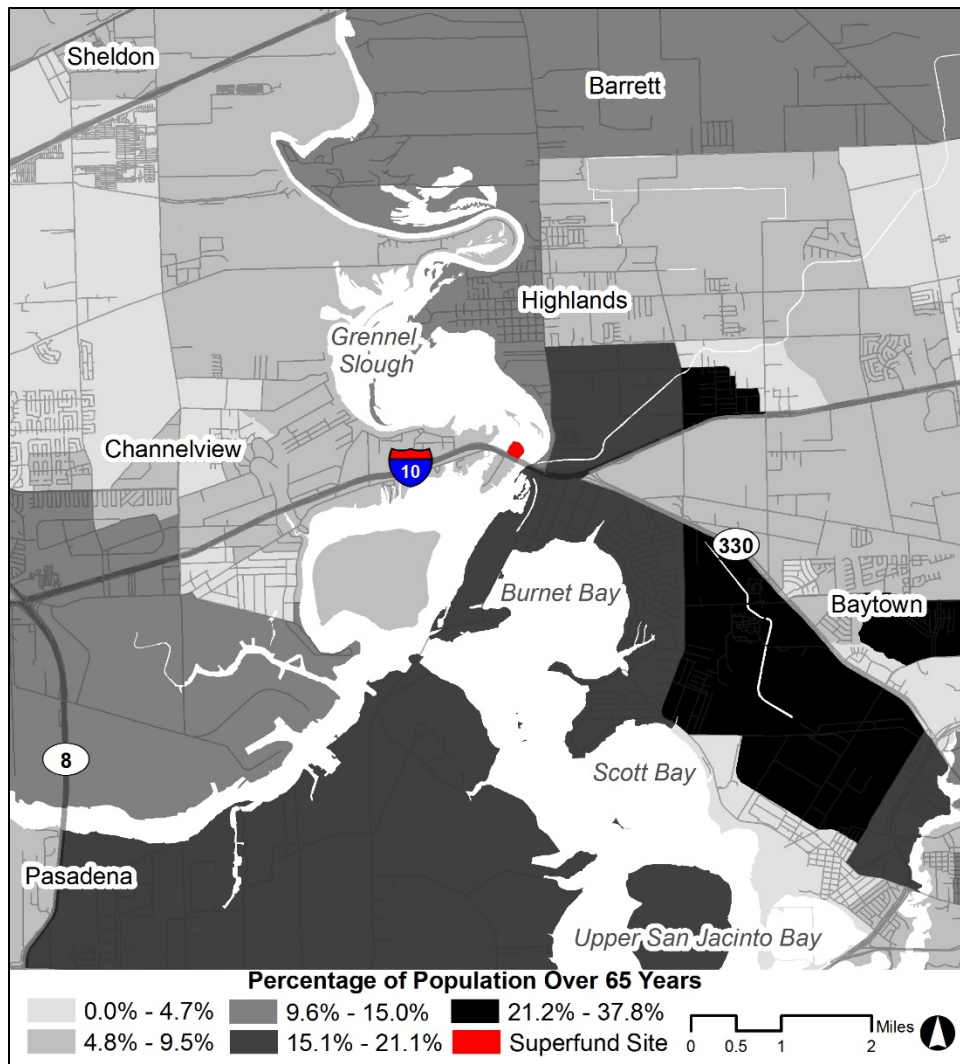 Sheldon
Barrett
Highlands
Grennel
Slough
Channelview
10
330
Burnet Bay
Baytown
8
Scott Bay
Pasadena
Upper San Jacinto Bay
Percentage of Population Over 65 Years
0.0% - 4.7%
9.6% - 15.0%
21.2% - 37.8%
4.8% - 9.5%
15.1% - 21.1%
Superfund Site
Miles
0 0.5 1 2